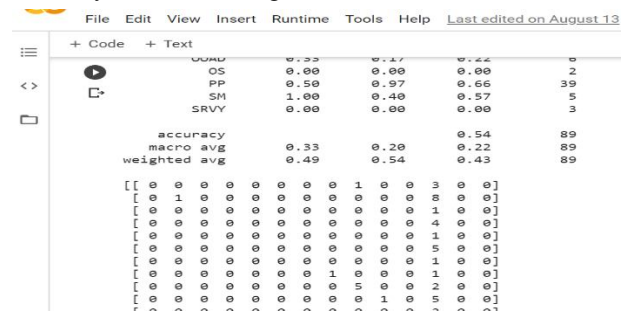 File Edit View Insert Runtime Tools Help Last edited on August 13
+ Code + Text
0.33 0.17 0.22 6
OS 0.00 0.00 0.00 2
PP 0.50 0.97 0.66 39
SM 1.00 0.40 0.57 5
SRVY 0.00 0.00 0.00 3
accuracy 0.54 89
macro avg 0.33 0.20 0.22 89
weighted avg 0.49 0.54 0.43 89
[[ 0 0 0 0 0 0 0 0 1 0 0 3 0 0]
[ 0 1 0 0 0 0 0 0 0 0 0 8 0 0]
[ 0 0 0 0 0 0 0 0 0 0 0 1 0 0]
[ 0 0 0 0 0 0 0 0 0 0 0 4 0 0]
[ 0 0 0 0 0 0 0 0 0 0 0 1 0 0]
[ 0 0 0 0 0 0 0 0 0 0 0 5 0 0]
[ 0 0 0 0 0 0 0 0 0 0 0 1 0 0]
[ 0 0 0 0 0 0 0 1 0 0 0 1 0 0]
[ 0 0 0 0 0 0 0 0 0 5 0 0 2 0 0]
[ 0 0 0 0 0 0 0 0 0 0 1 5 0 0]